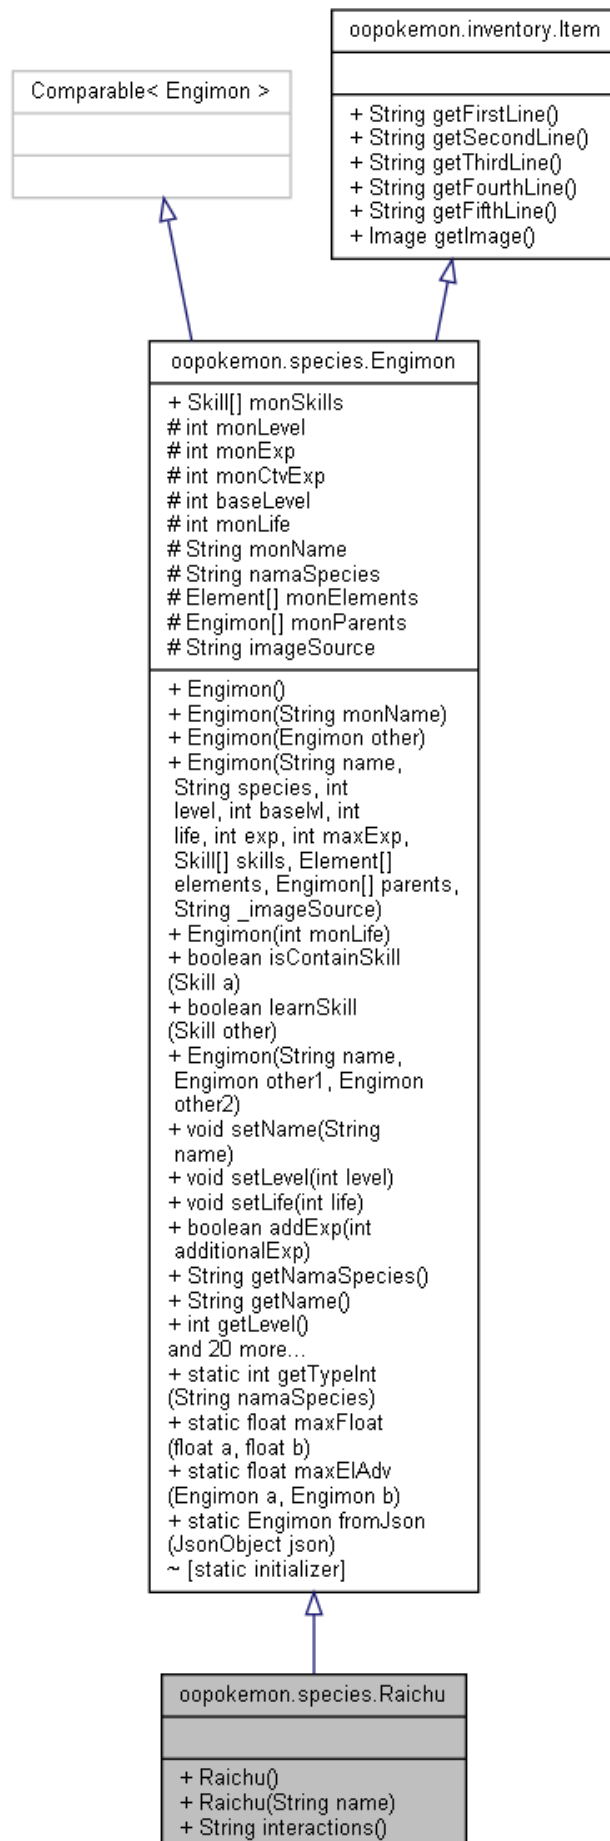 oopokemon.inventory.Item
+ String getFirstLine()
+ String getSecondLine()
+ String getThirdLine()
+ String getFourthLine()
+ String getFifthLine()
+ Image getImage()
Comparable< Engimon >
oopokemon.species.Engimon
+ Skill[] monSkills
# int monLevel
# int monExp
# int monCtvExp
# int baseLevel
# int monLife
# String monName
# String namaSpecies
# Element[] monElements
# Engimon[] monParents
# String imageSource
+ Engimon()
+ Engimon(String monName)
+ Engimon(Engimon other)
+ Engimon(String name,
String species, int
level, int baselvl, int
life, int exp, int maxExp,
Skill[] skills, Element[]
elements, Engimon[] parents,
String _imageSource)
+ Engimon(int monLife)
+ boolean isContainSkill
(Skill a)
+ boolean learnSkill
(Skill other)
+ Engimon(String name,
Engimon other1, Engimon
other2)
+ void setName(String
name)
+ void setLevel(int level)
+ void setLife(int life)
+ boolean addExp(int
additionalExp)
+ String getNamaSpecies()
+ String getName()
+ int getLevel()
and 20 more...
+ static int getTypeInt
(String namaSpecies)
+ static float maxFloat
(float a, float b)
+ static float maxElAdv
(Engimon a, Engimon b)
+ static Engimon fromJson
(JsonObject json)
~ [static initializer]
oopokemon.species.Raichu
+ Raichu()
+ Raichu(String name)
+ String interactions()